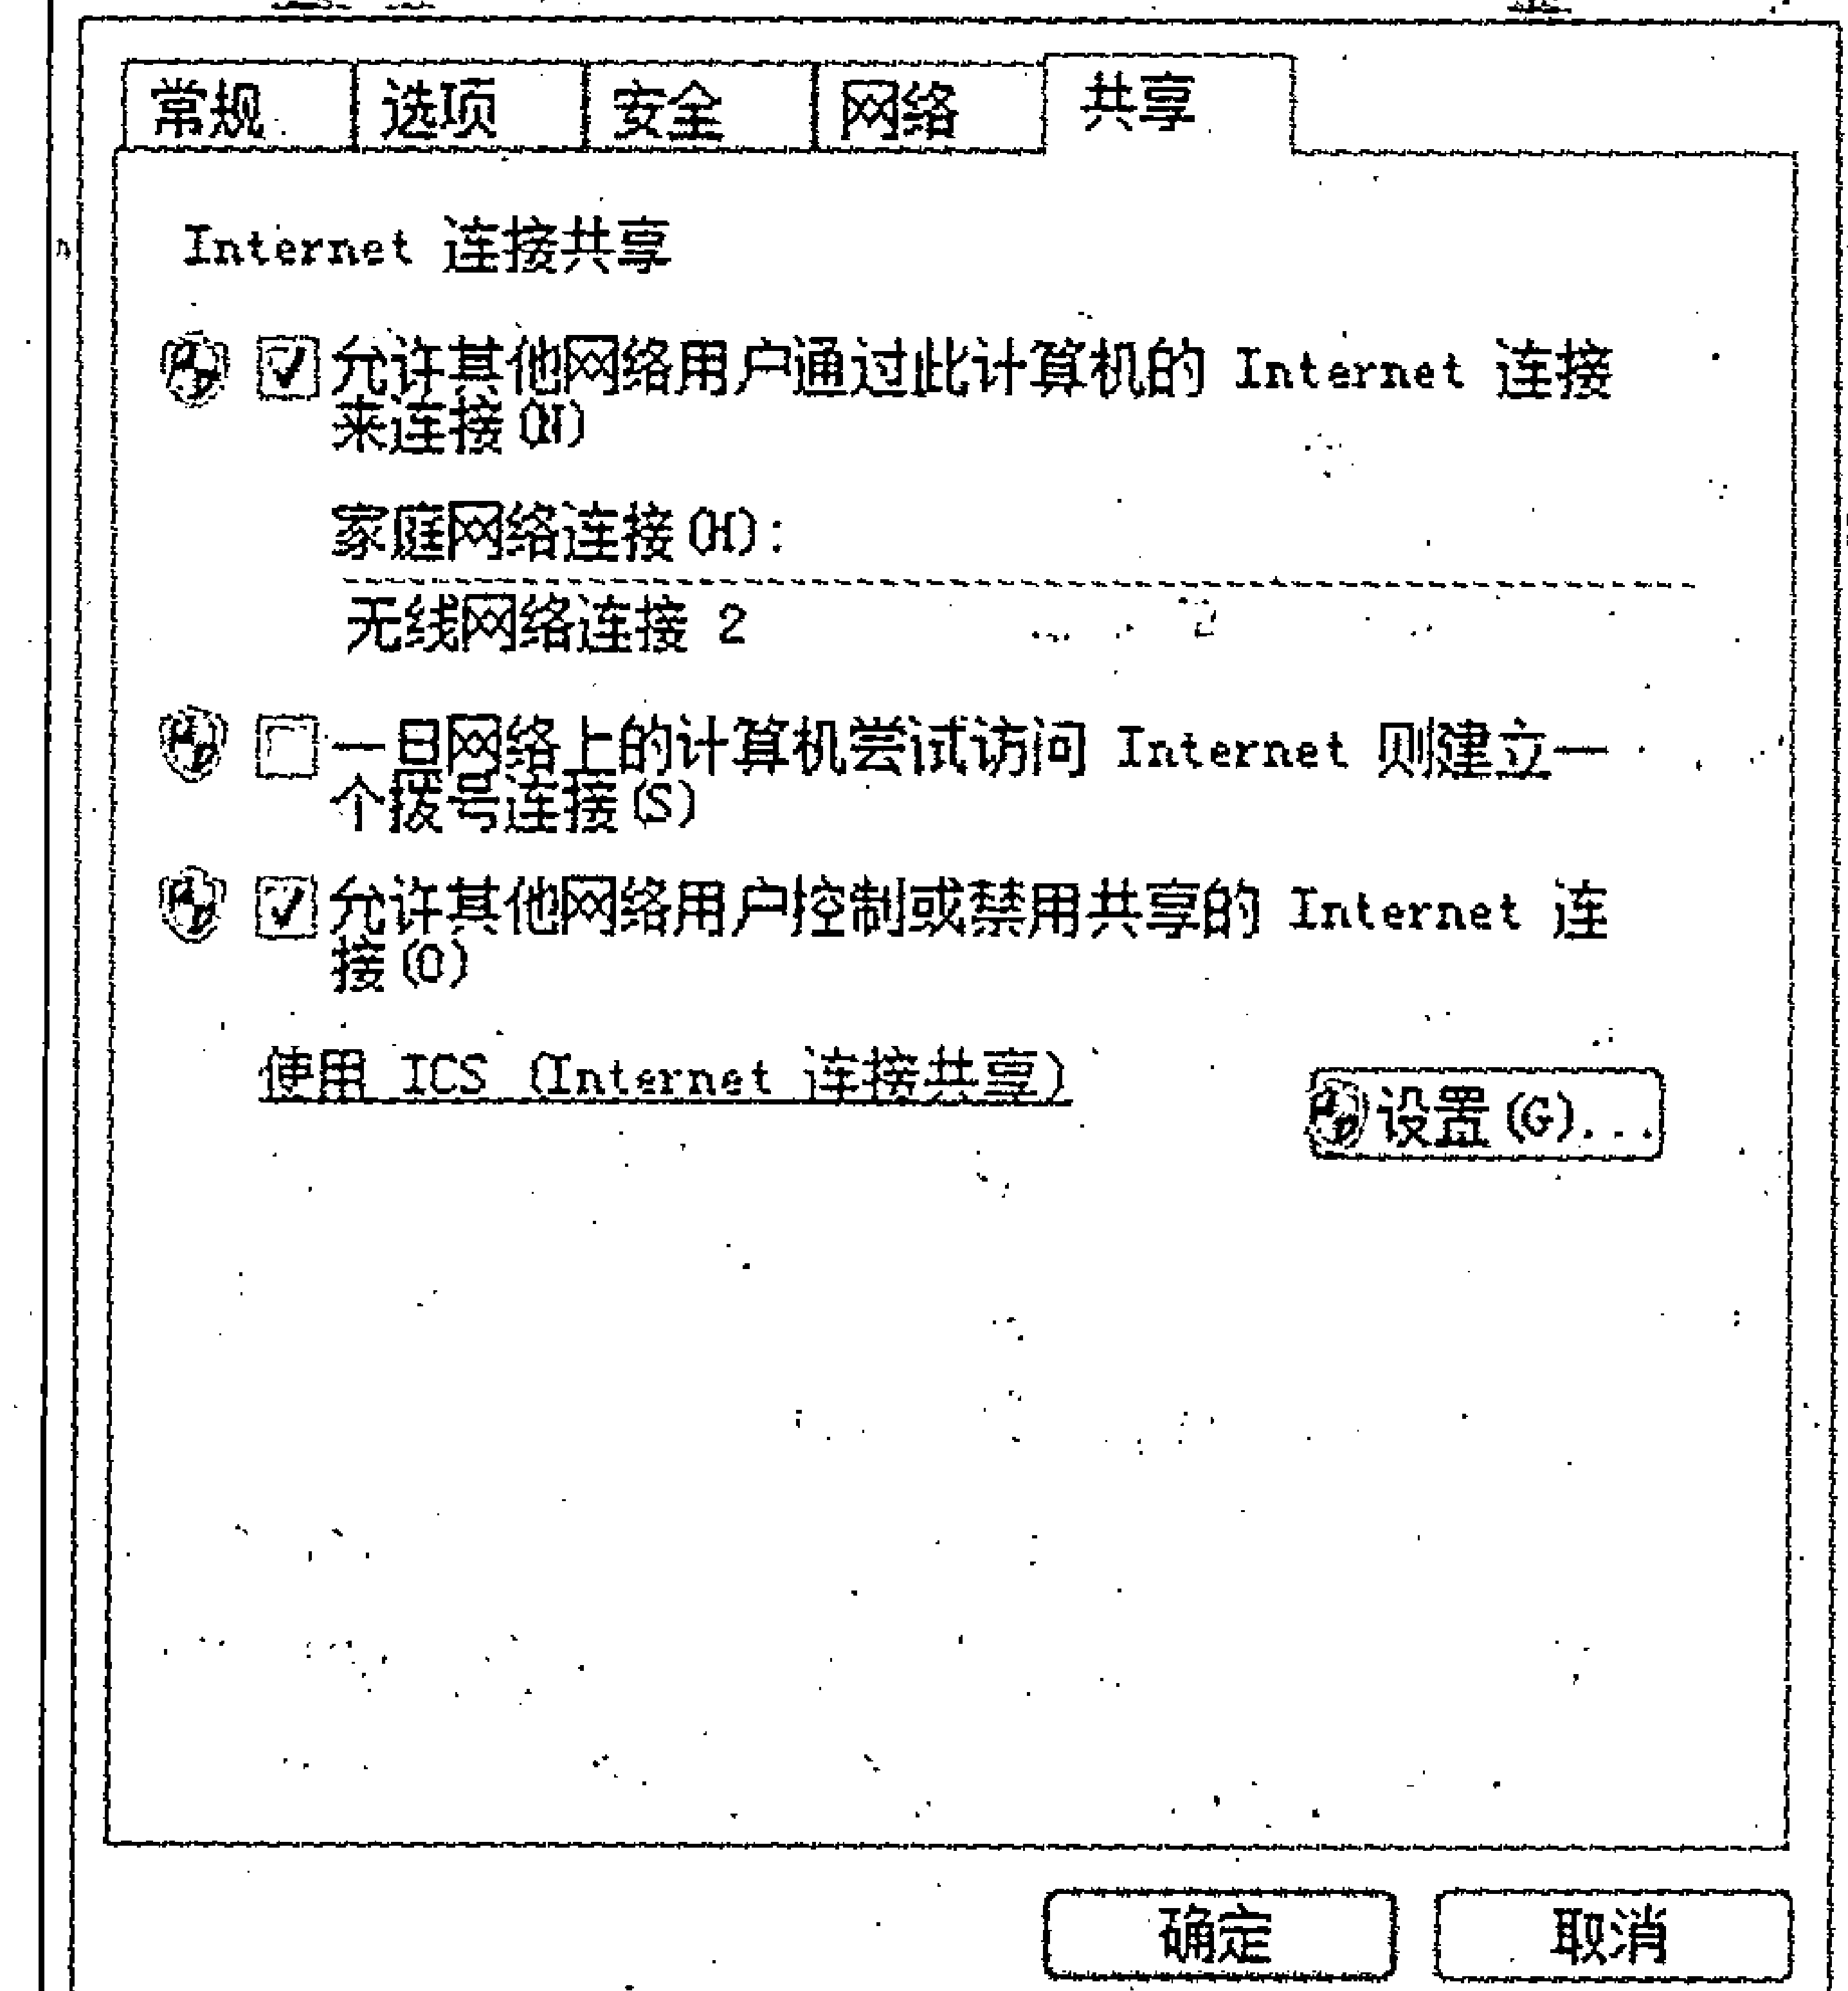 常规 选项 安全 网络 共享
Internet 连接共享
允许其他网络用户通过此计算机的 Internet 连接
来连接(N)
家庭网络连接(H):
无线网络连接 2
一旦网络上的计算机尝试访问 Internet 则建立一
个拨号连接(S)
允许其他网络用户控制或禁用共享的 Internet 连
接(O)
使用 ICS (Internet 连接共享)
设置(G)...
确定 取消